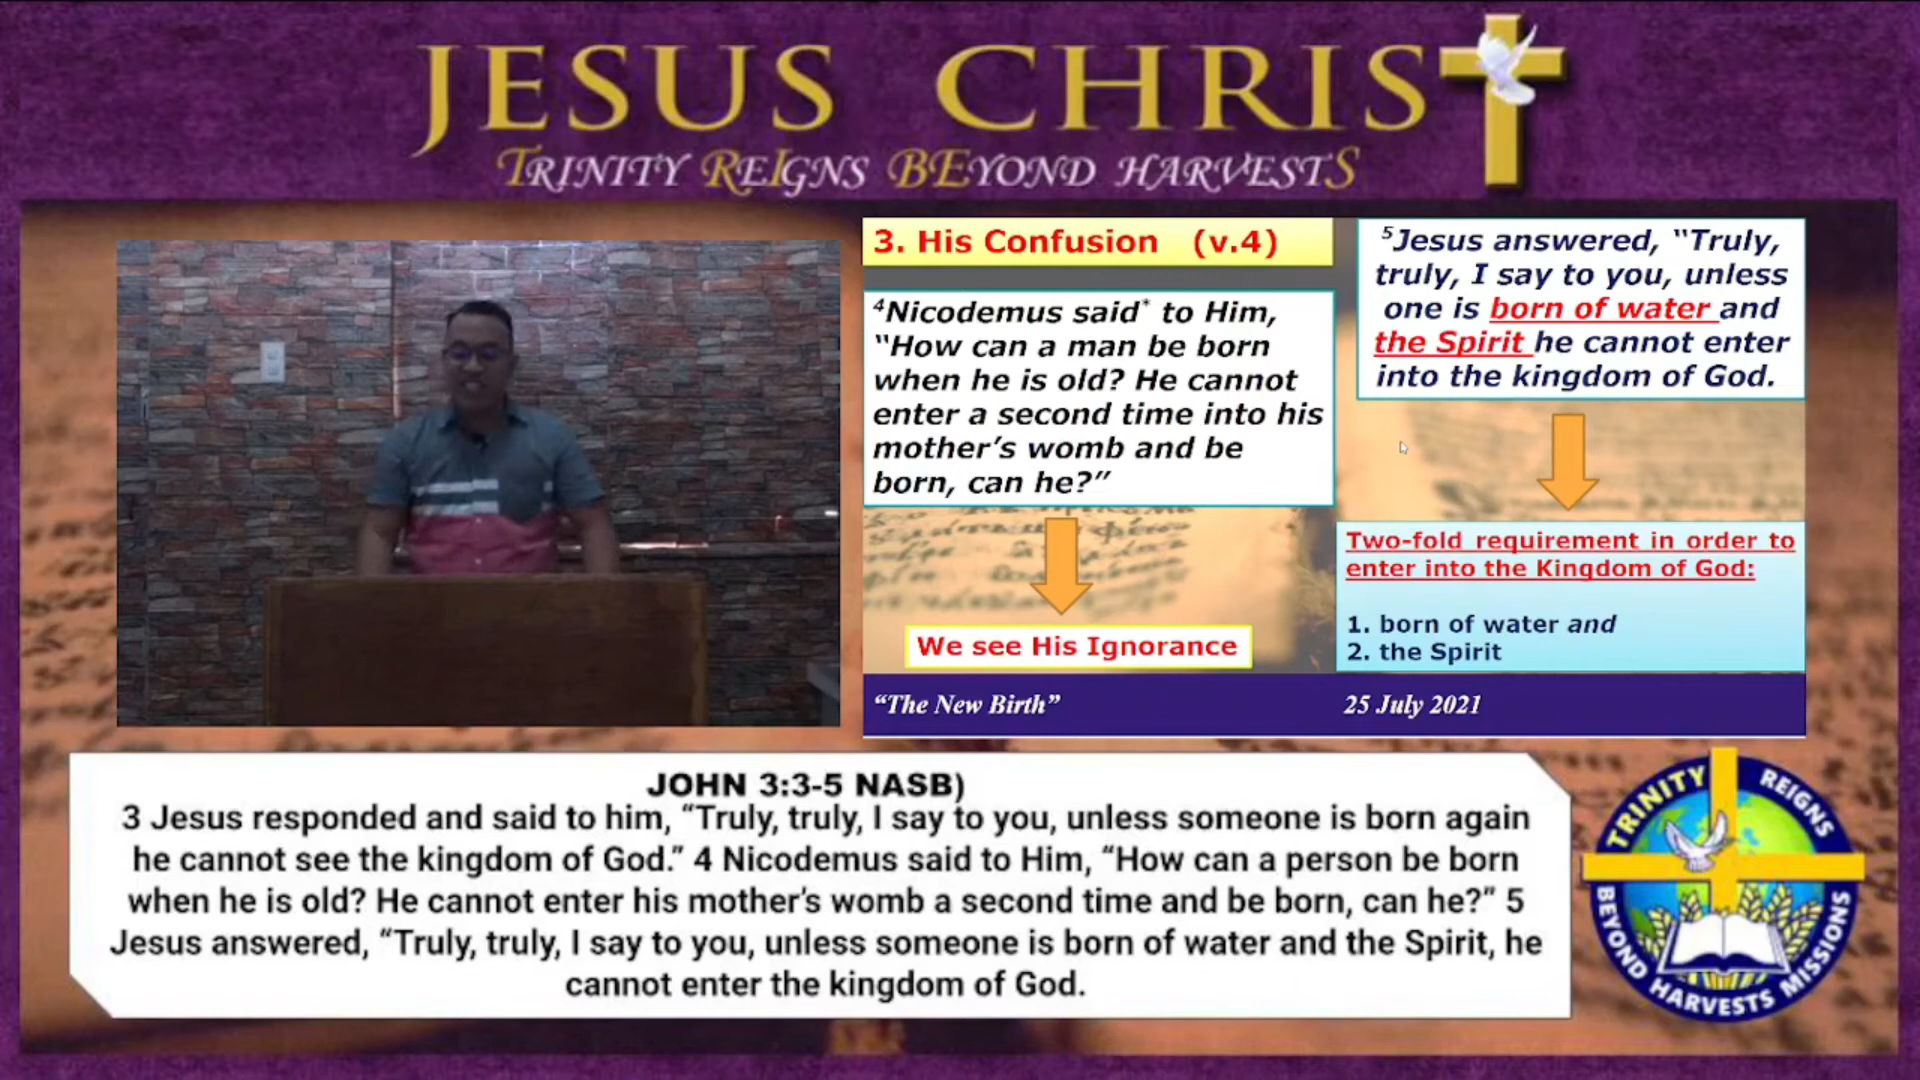 JESUS CHRIST
TRINITY REIGNS BEYOND HARVESTS
3. His Confusion (v.4)
⁴Nicodemus said* to Him,
“How can a man be born
when he is old? He cannot
enter a second time into his
mother’s womb and be
born, can he?”
We see His Ignorance
⁵Jesus answered, “Truly,
truly, I say to you, unless
one is born of water and
the Spirit he cannot enter
into the kingdom of God.
Two-fold requirement in order to
enter into the Kingdom of God:
1. born of water and
2. the Spirit
“The New Birth” 25 July 2021
JOHN 3:3-5 NASB)
3 Jesus responded and said to him, “Truly, truly, I say to you, unless someone is born again
he cannot see the kingdom of God.” 4 Nicodemus said to Him, “How can a person be born
when he is old? He cannot enter his mother’s womb a second time and be born, can he?” 5
Jesus answered, “Truly, truly, I say to you, unless someone is born of water and the Spirit, he
cannot enter the kingdom of God.
TRINITY REIGNS
BEYOND HARVESTS MISSIONS